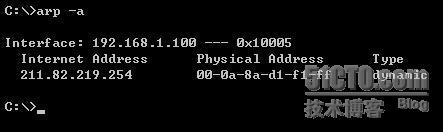 C:\>arp -a
Interface: 192.168.1.100 --- 0x10005
Internet Address Physical Address Type
211.82.219.254 00-0a-8a-d1-f1-ff dynamic
C:\>_
51CTO.com
技术博客 Blog